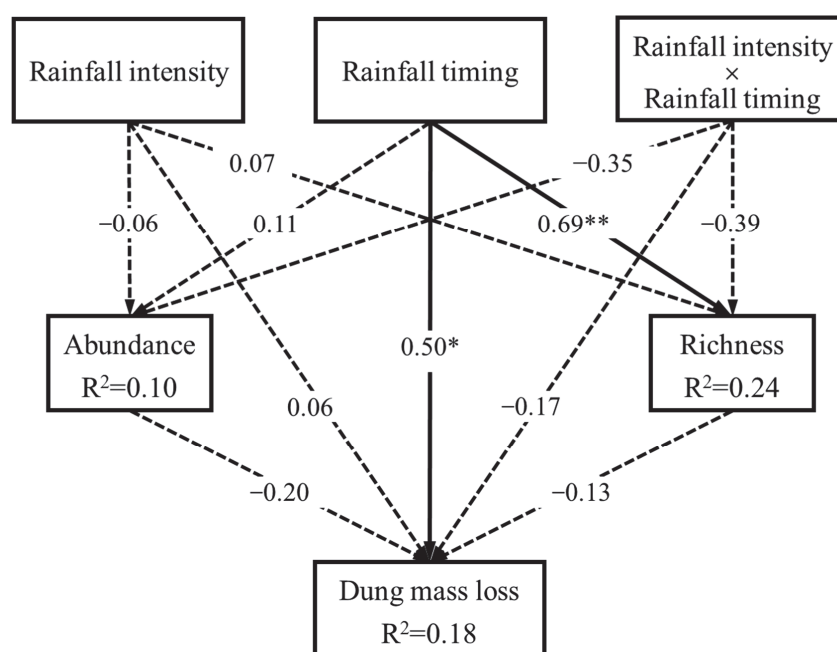 Rainfall intensity
Rainfall timing
Rainfall intensity
×
Rainfall timing
0.07
−0.35
−0.06
0.11
0.69**
−0.39
Abundance
R²=0.10
0.50*
Richness
R²=0.24
0.06
−0.17
−0.20
−0.13
Dung mass loss
R²=0.18